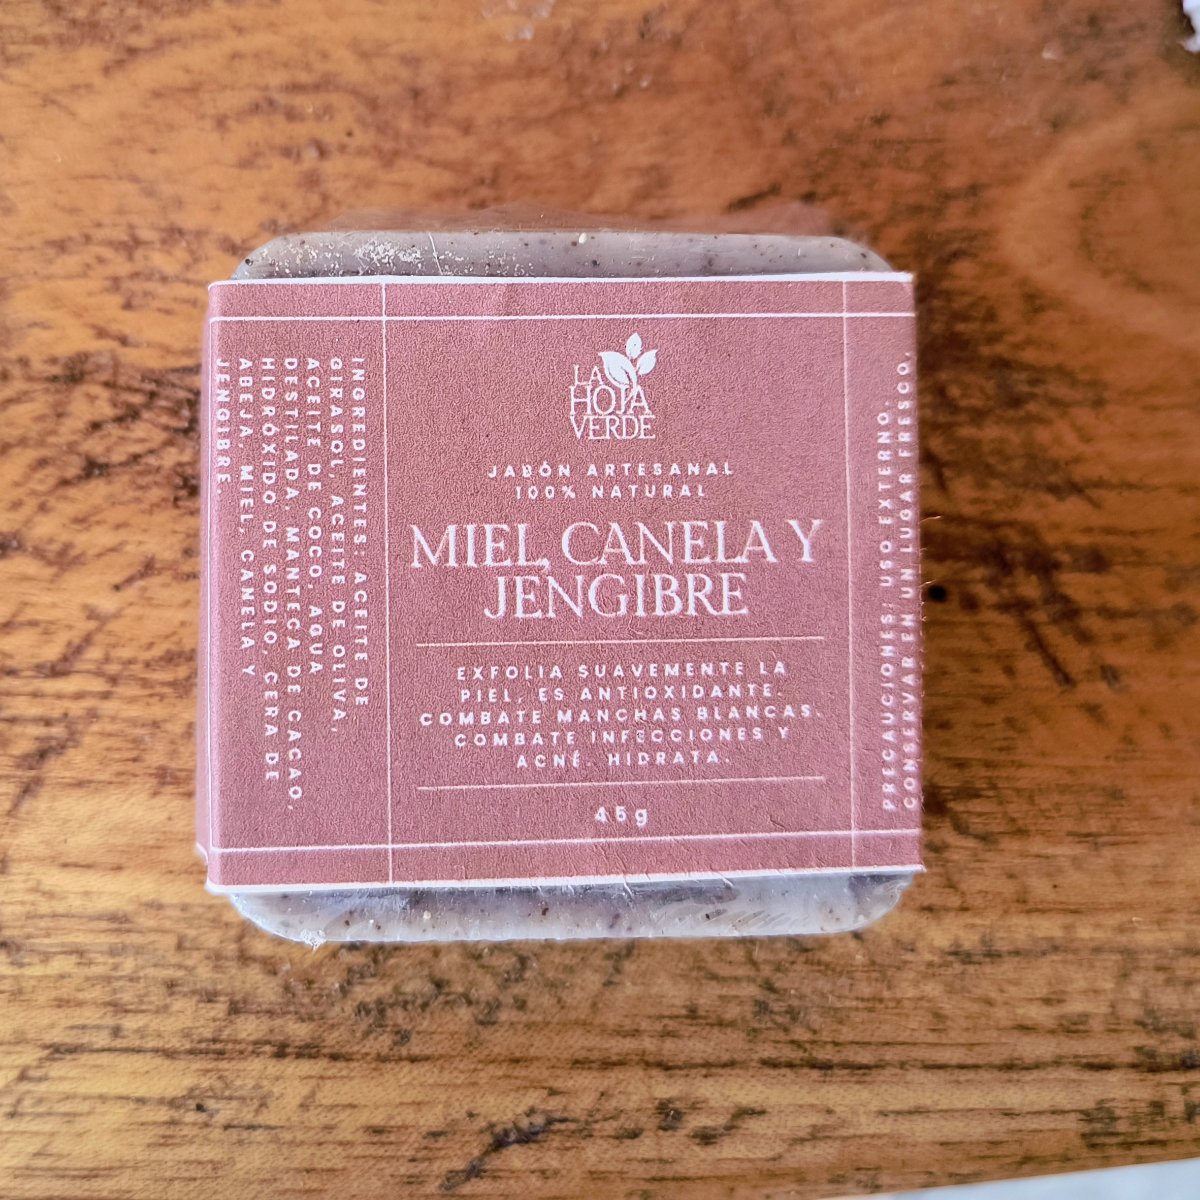 LA
HOJA
VERDE
JABÓN ARTESANAL
100% NATURAL
MIEL, CANELA Y
JENGIBRE
EXFOLIA SUAVEMENTE LA
PIEL, ES ANTIOXIDANTE.
COMBATE MANCHAS BLANCAS.
COMBATE INFECCIONES Y
ACNÉ. HIDRATA.
45g
INGREDIENTES: ACEITE DE
GIRASOL, ACEITE DE OLIVA,
ACEITE DE COCO, AGUA
DESTILADA, MANTECA DE CACAO,
HIDRÓXIDO DE SODIO, CERA DE
ABEJA, MIEL, CANELA Y
JENGIBRE.
PRECAUCIONES: USO EXTERNO.
CONSERVAR EN UN LUGAR FRESCO.